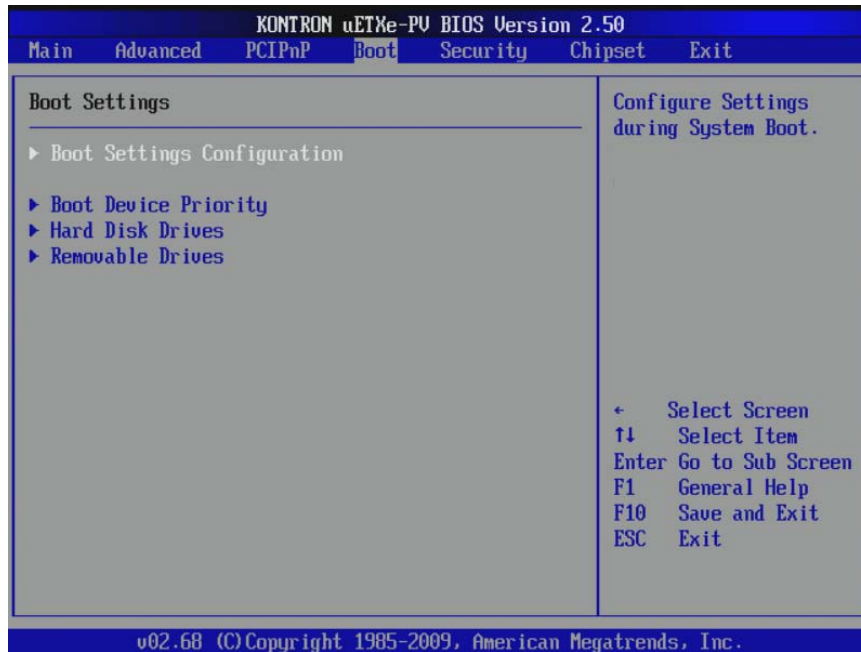 KONTRON uETXe-PV BIOS Version 2.50
Main Advanced PCIPnP Boot Security Chipset Exit
Boot Settings
▶ Boot Settings Configuration
▶ Boot Device Priority
▶ Hard Disk Drives
▶ Removable Drives
Configure Settings
during System Boot.
← Select Screen
↑↓ Select Item
Enter Go to Sub Screen
F1 General Help
F10 Save and Exit
ESC Exit
v02.68 (C)Copyright 1985-2009, American Megatrends, Inc.